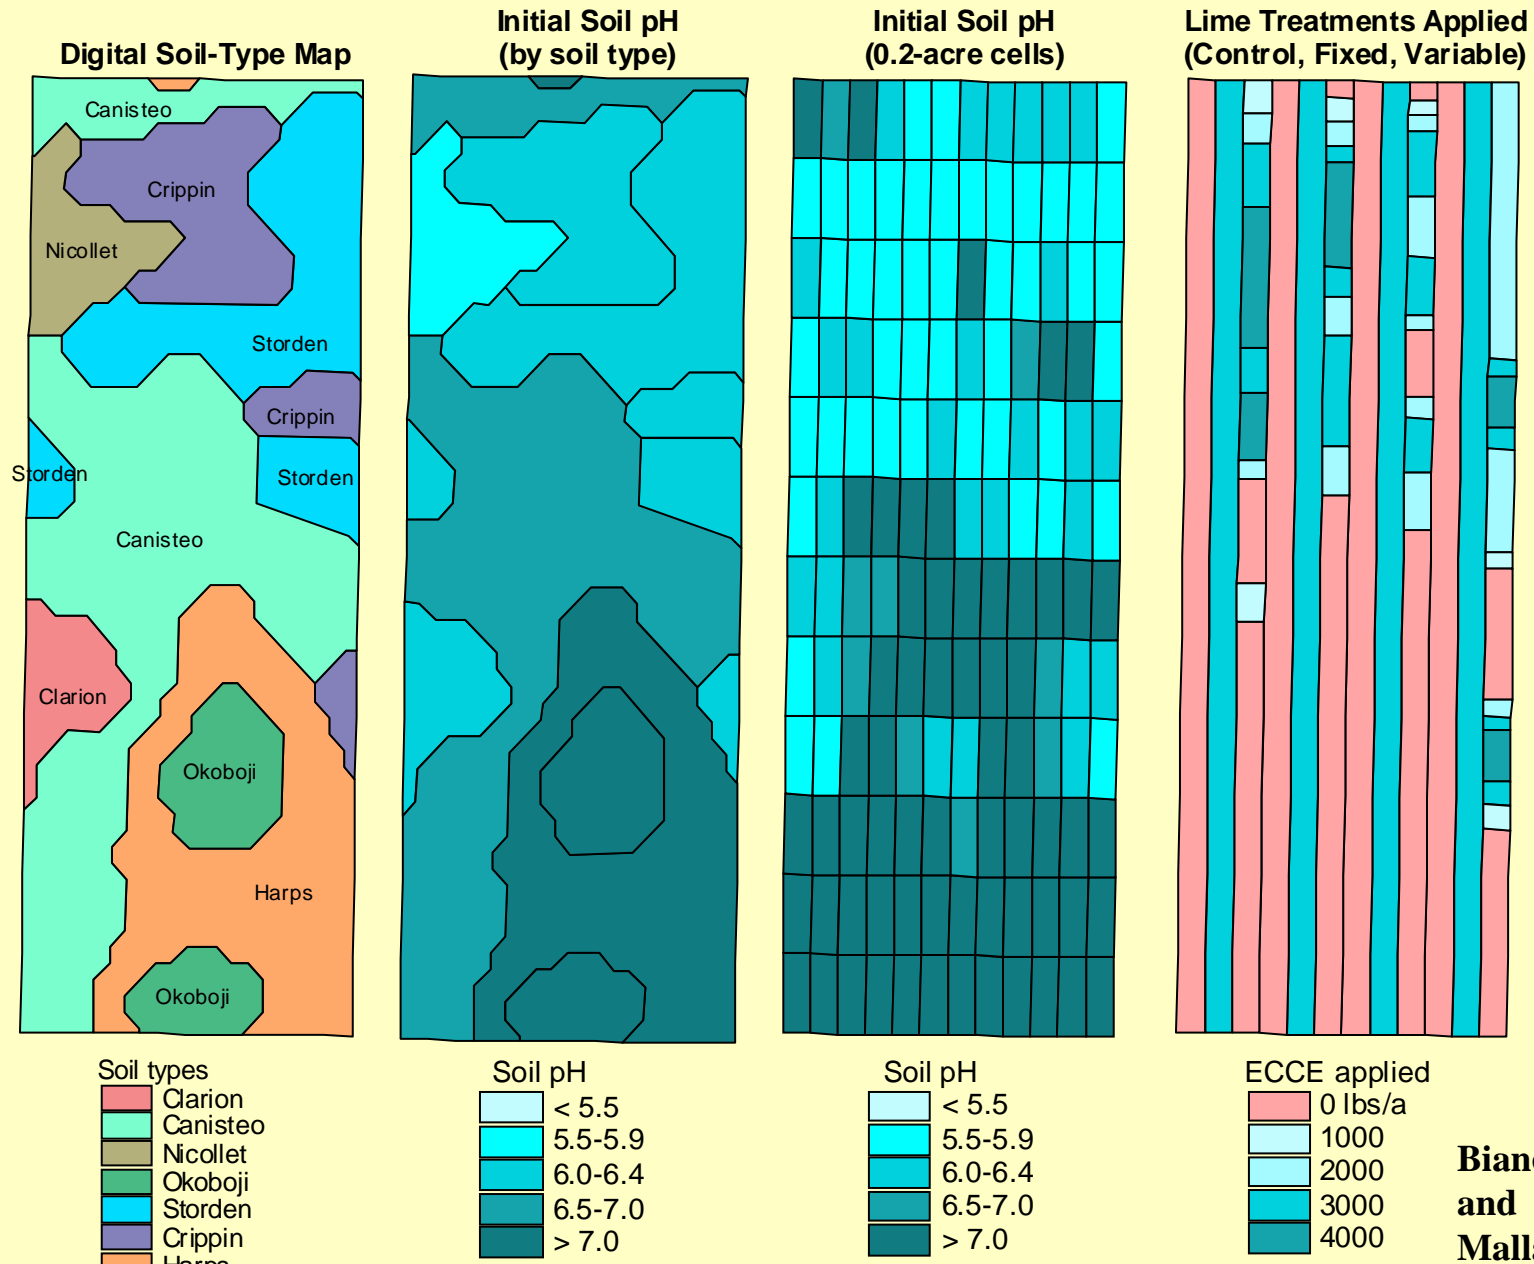 Digital Soil-Type Map
Initial Soil pH
(by soil type)
Initial Soil pH
(0.2-acre cells)
Lime Treatments Applied
(Control, Fixed, Variable)
Canisteo
Crippin
Nicollet
Storden
Crippin
Storden
Storden
Canisteo
Clarion
Okoboji
Harps
Okoboji
Soil types
Clarion
Canisteo
Nicollet
Okoboji
Storden
Crippin
Soil pH
< 5.5
5.5-5.9
6.0-6.4
6.5-7.0
> 7.0
Soil pH
< 5.5
5.5-5.9
6.0-6.4
6.5-7.0
> 7.0
ECCE applied
0 lbs/a
1000
2000
3000
4000
and